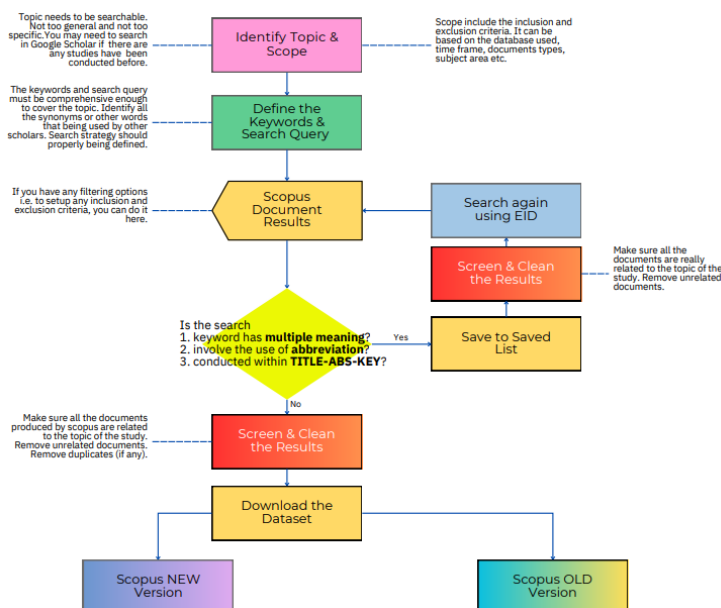 Topic needs to be searchable.
Not too general and not too
specific.You may need to search
in Google Scholar if there are
any studies have been
conducted before.
Identify Topic &
Scope
Scope include the inclusion and
exclusion criteria. It can be
based on the database used,
time frame, documents types,
subject area etc.
The keywords and search query
must be comprehensive enough
to cover the topic. Identify all
the synonyms or other words
that being used by other
scholars. Search strategy should
properly being defined.
Define the
Keywords &
Search Query
If you have any filtering options
i.e. to setup any inclusion and
exclusion criteria, you can do it
here.
Scopus
Document
Results
Search again
using EID
Screen & Clean
the Results
Make sure all the
documents are really
related to the topic of the
study. Remove unrelated
documents.
Is the search
1. keyword has multiple meaning?
2. involve the use of abbreviation?
3. conducted within TITLE-ABS-KEY?
Yes
Save to Saved
List
No
Make sure all the documents
produced by scopus are related
to the topic of the study.
Remove unrelated documents.
Remove duplicates (if any).
Screen & Clean
the Results
Download the
Dataset
Scopus NEW
Version
Scopus OLD
Version